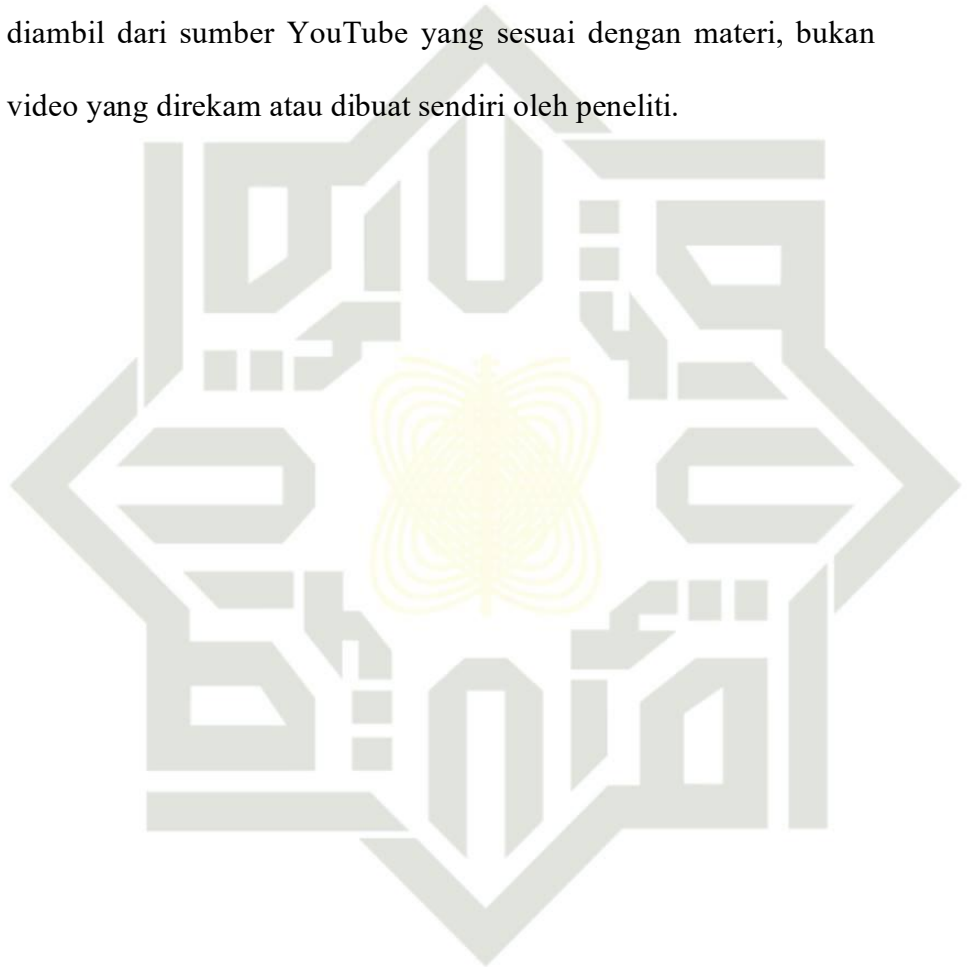 diambil dari sumber YouTube yang sesuai dengan materi, bukan
video yang direkam atau dibuat sendiri oleh peneliti.